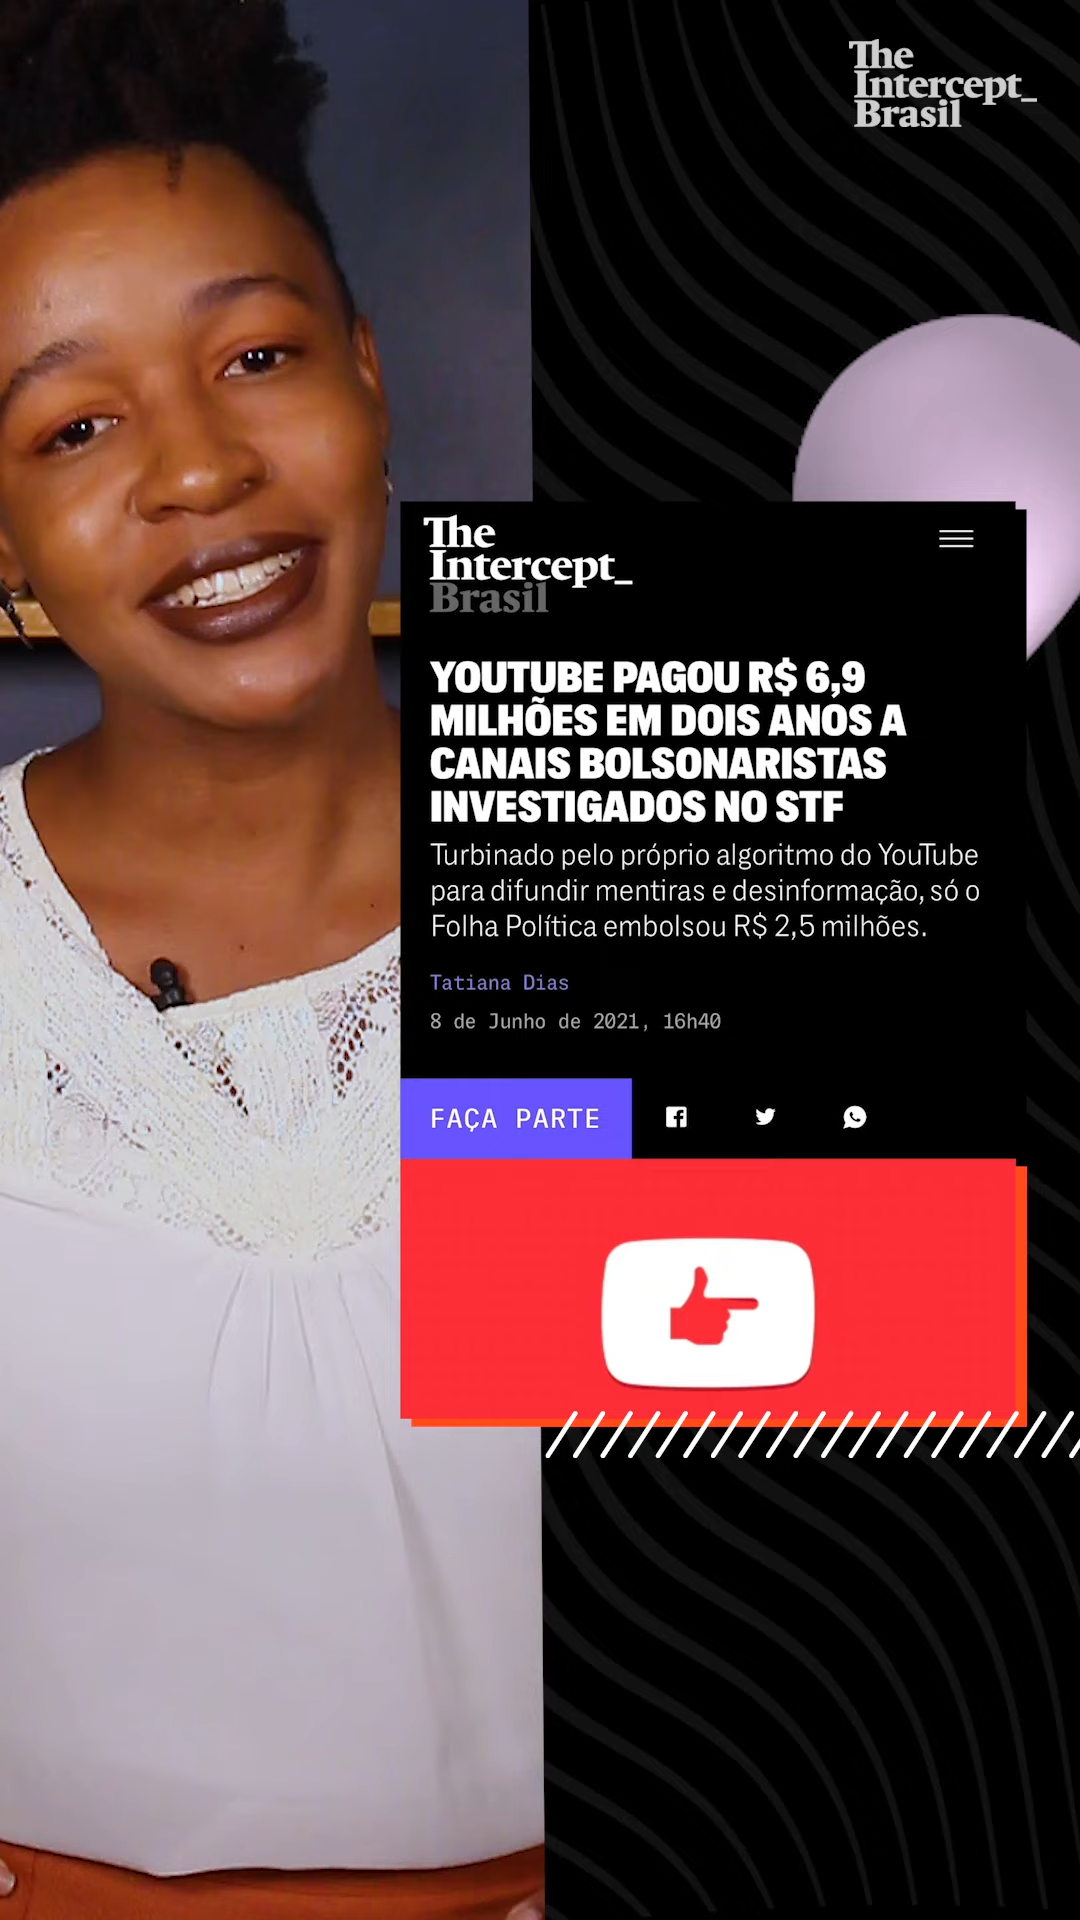 The
Intercept_
Brasil
The
Intercept_
Brasil
YOUTUBE PAGOU R$ 6,9
MILHÕES EM DOIS ANOS A
CANAIS BOLSONARISTAS
INVESTIGADOS NO STF
Turbinado pelo próprio algoritmo do YouTube
para difundir mentiras e desinformação, só o
Folha Política embolsou R$ 2,5 milhões.
Tatiana Dias
8 de Junho de 2021, 16h40
FAÇA PARTE